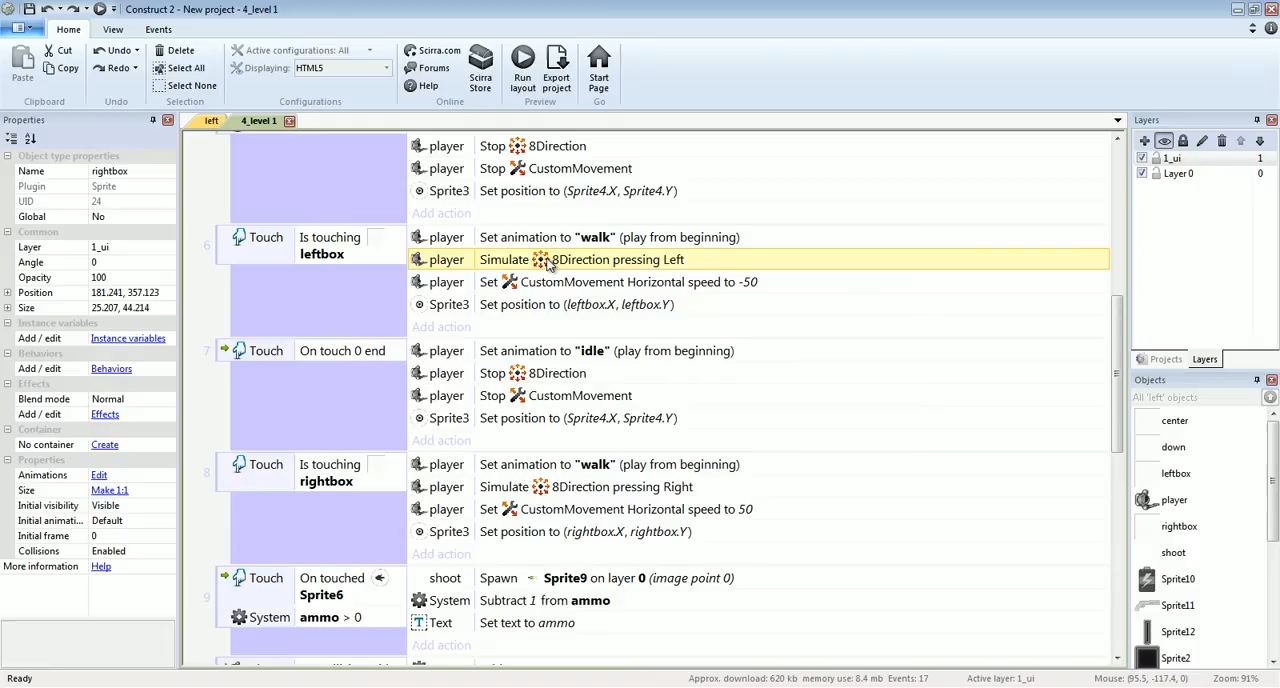 Construct 2 - New project - 4_level 1
Home
View
Events
Paste
Cut
Copy
Clipboard
Undo
Redo
Undo
Delete
Select All
Select None
Selection
Active configurations: All
Displaying:
HTML5
Configurations
Scirra.com
Forums
Help
Online
Scirra Store
Run layout
Export project
Preview
Start Page
Go
Properties
Object type properties
Name rightbox
Plugin Sprite
UID 24
Global No
Common
Layer 1_ui
Angle 0
Opacity 100
Position 181.241, 357.123
Size 25.207, 44.214
Instance variables
Add / edit Instance variables
Behaviors
Add / edit Behaviors
Effects
Blend mode Normal
Add / edit Effects
Container
No container Create
Properties
Animations Edit
Size Make 1:1
Initial visibility Visible
Initial animati... Default
Initial frame 0
Collisions Enabled
More information Help
left
4_level 1
player Stop 8Direction
player Stop CustomMovement
Sprite3 Set position to (Sprite4.X, Sprite4.Y)
Add action
6 Touch Is touching leftbox
player Set animation to "walk" (play from beginning)
player Simulate 8Direction pressing Left
player Set CustomMovement Horizontal speed to -50
Sprite3 Set position to (leftbox.X, leftbox.Y)
Add action
7 Touch On touch 0 end
player Set animation to "idle" (play from beginning)
player Stop 8Direction
player Stop CustomMovement
Sprite3 Set position to (Sprite4.X, Sprite4.Y)
Add action
8 Touch Is touching rightbox
player Set animation to "walk" (play from beginning)
player Simulate 8Direction pressing Right
player Set CustomMovement Horizontal speed to 50
Sprite3 Set position to (rightbox.X, rightbox.Y)
Add action
9 Touch On touched Sprite6
System ammo > 0
shoot Spawn Sprite9 on layer 0 (image point 0)
System Subtract 1 from ammo
Text Set text to ammo
Add action
Layers
1_ui 1
Layer 0 0
Projects
Layers
Objects
All 'left' objects
center
down
leftbox
player
rightbox
shoot
Sprite10
Sprite11
Sprite12
Sprite2
Ready
Approx. download: 620 kb
memory use: 8.4 mb
Events: 17
Active layer: 1_ui
Mouse: (95.5, -117.4, 0)
Zoom: 91%